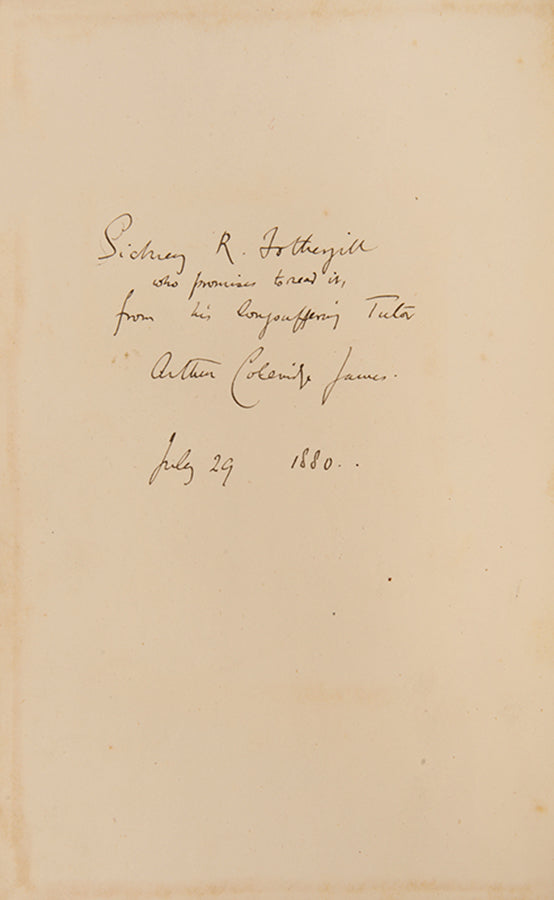 Sidney R. Fothergill
who promises to read it,
from his longsuffering Tutor
Arthur Coleridge James.
July 29 1880..